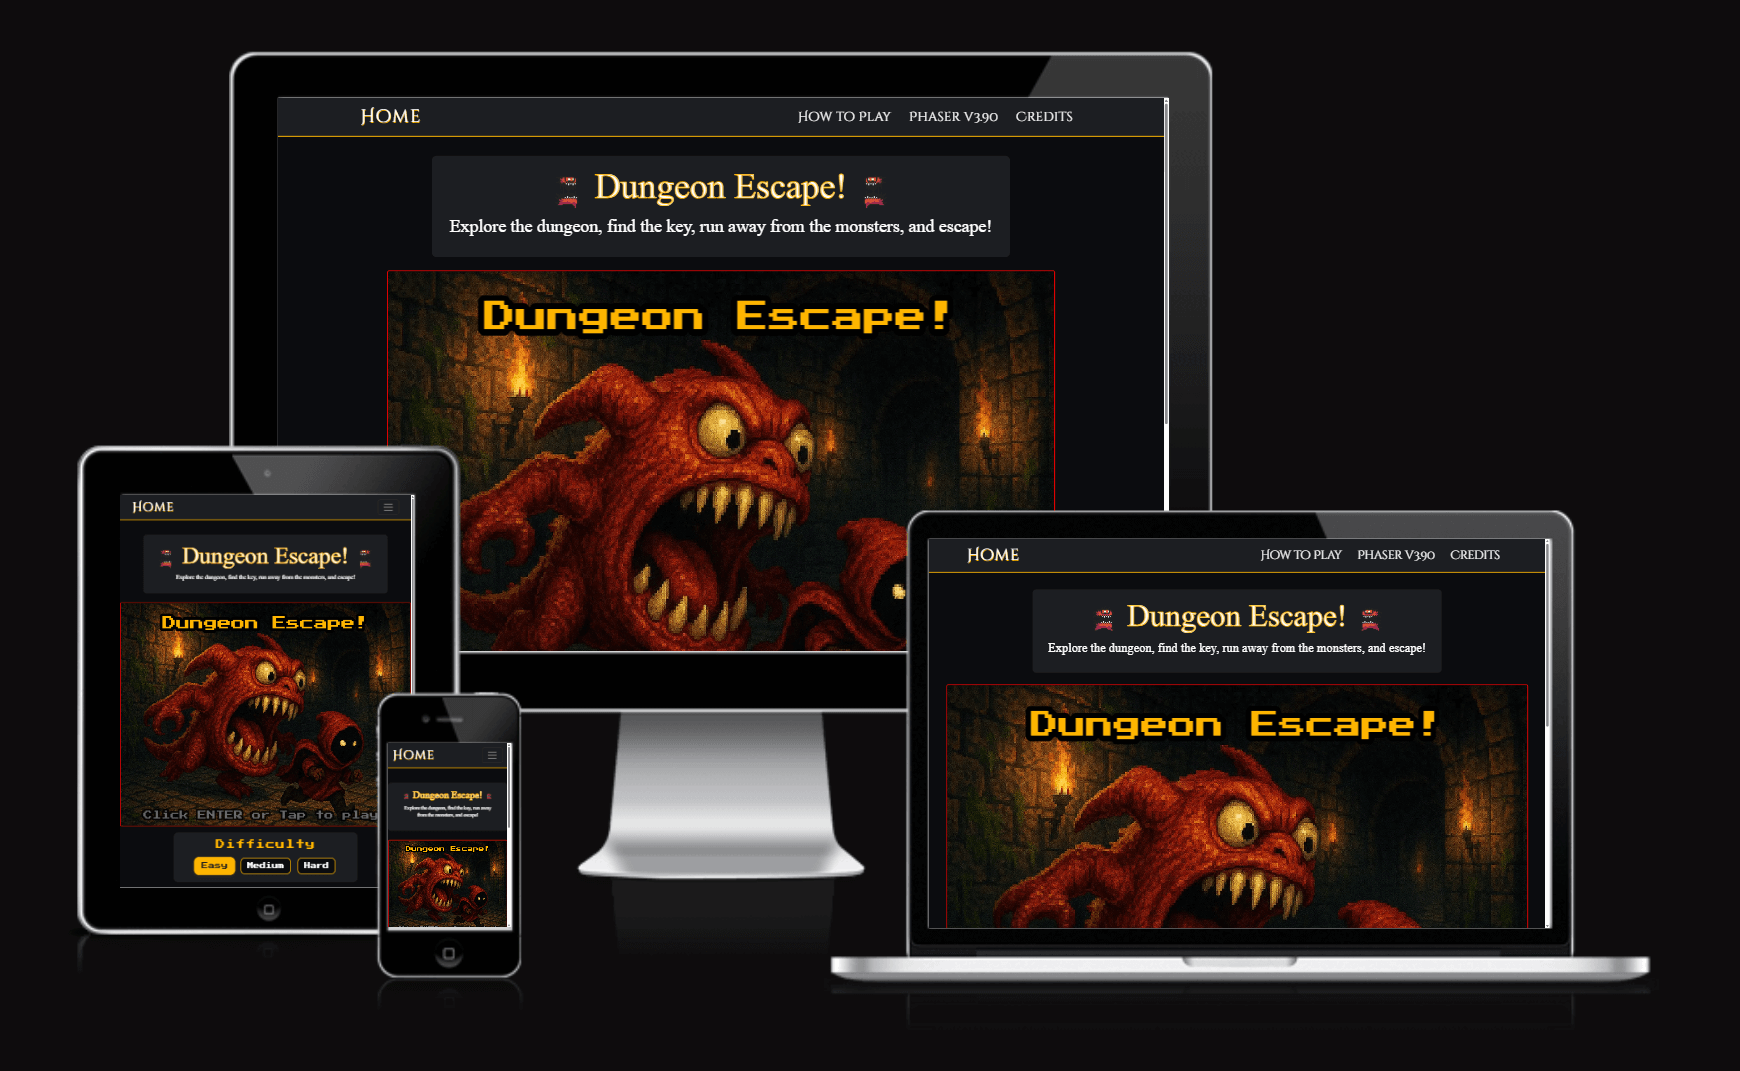 Home How to Play Phaser v3.90 Credits
Dungeon Escape!
Explore the dungeon, find the key, run away from the monsters, and escape!
Dungeon Escape!
Home
Dungeon Escape!
Explore the dungeon, find the key, run away from the monsters, and escape!
Dungeon Escape!
Click ENTER or Tap to play
Difficulty
Easy Medium Hard
Home
Dungeon Escape!
Explore the dungeon, find the key, run away
from the monsters, and escape!
Dungeon Escape!
Home How to Play Phaser v3.90 Credits
Dungeon Escape!
Explore the dungeon, find the key, run away from the monsters, and escape!
Dungeon Escape!